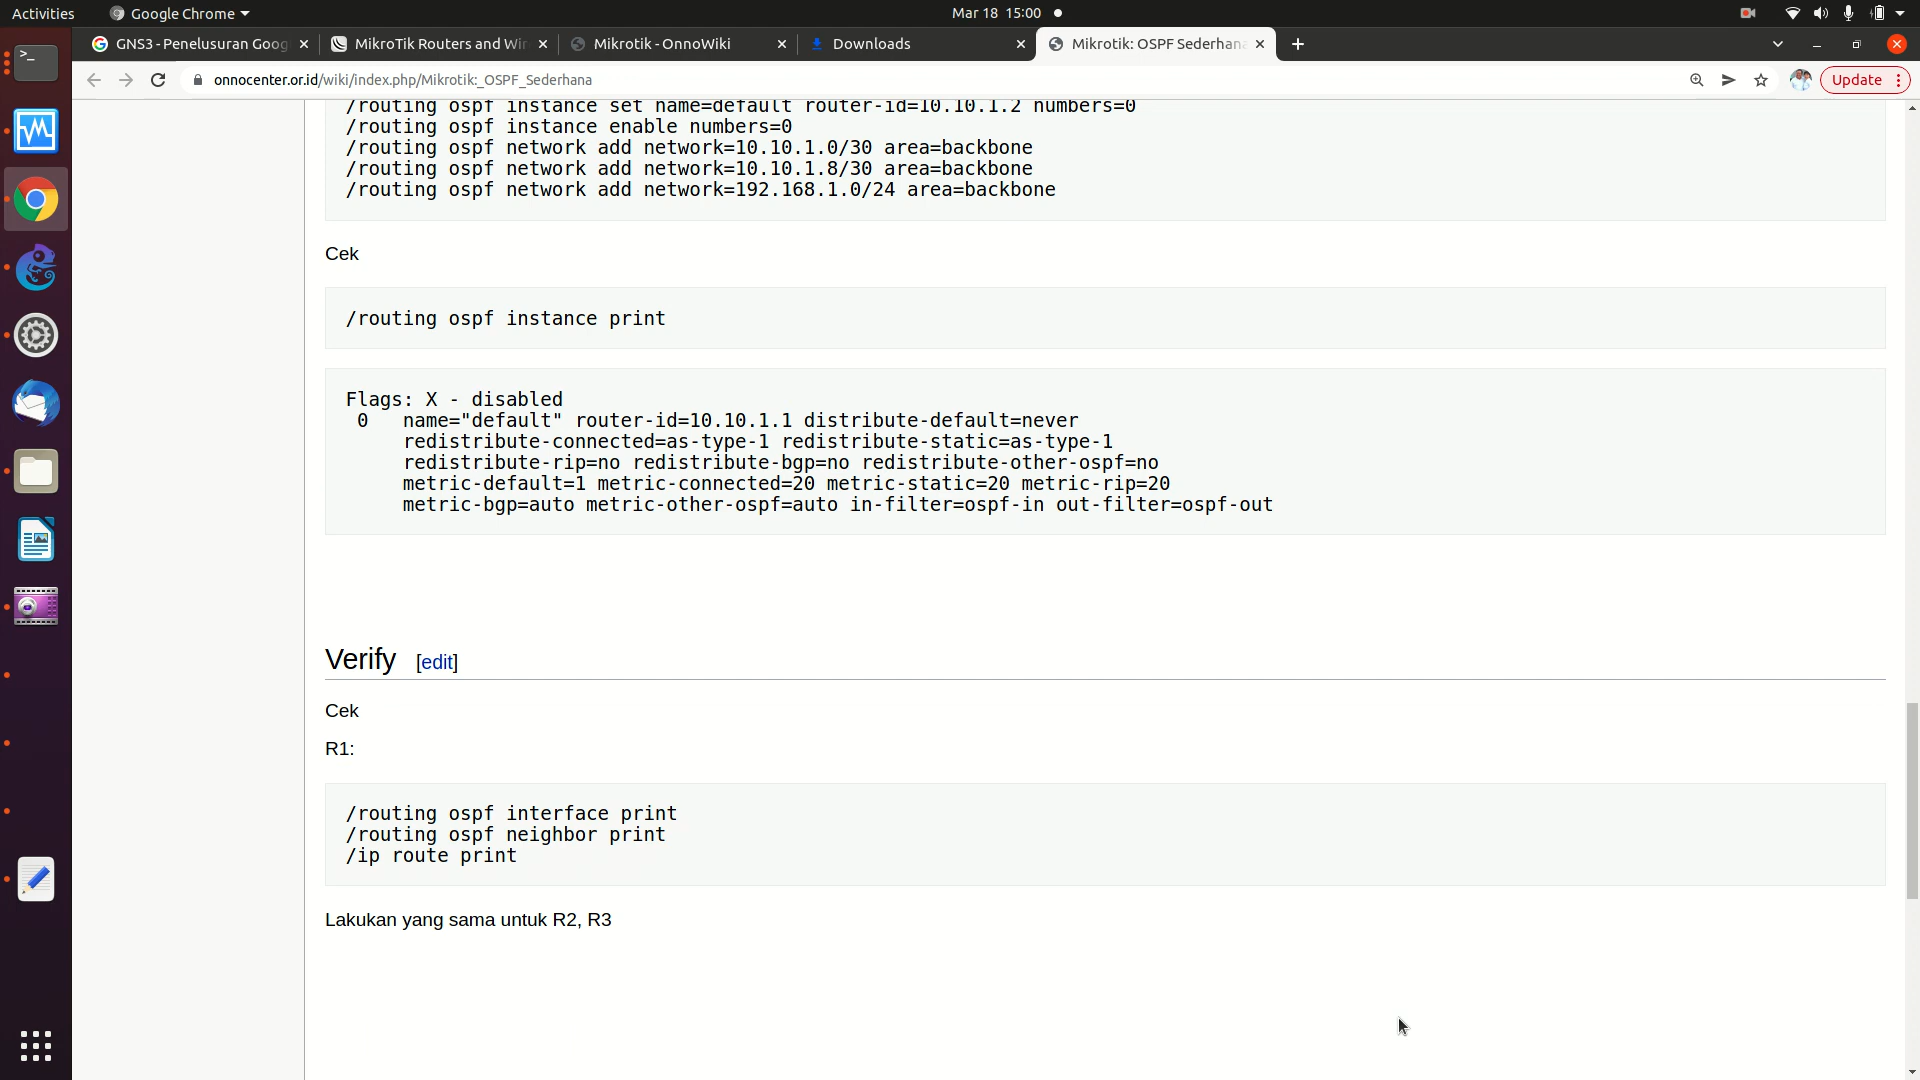 Activities
Google Chrome
Mar 18 15:00
GNS3 - Penelusuran Goog
MikroTik Routers and Wir
Mikrotik - OnnoWiki
Downloads
Mikrotik: OSPF Sederhana
onnocenter.or.id/wiki/index.php/Mikrotik:_OSPF_Sederhana
Update
/routing ospf instance set name=default router-id=10.10.1.2 numbers=0
/routing ospf instance enable numbers=0
/routing ospf network add network=10.10.1.0/30 area=backbone
/routing ospf network add network=10.10.1.8/30 area=backbone
/routing ospf network add network=192.168.1.0/24 area=backbone
Cek
/routing ospf instance print
Flags: X - disabled
0 name="default" router-id=10.10.1.1 distribute-default=never
redistribute-connected=as-type-1 redistribute-static=as-type-1
redistribute-rip=no redistribute-bgp=no redistribute-other-ospf=no
metric-default=1 metric-connected=20 metric-static=20 metric-rip=20
metric-bgp=auto metric-other-ospf=auto in-filter=ospf-in out-filter=ospf-out
Verify [edit]
Cek
R1:
/routing ospf interface print
/routing ospf neighbor print
/ip route print
Lakukan yang sama untuk R2, R3